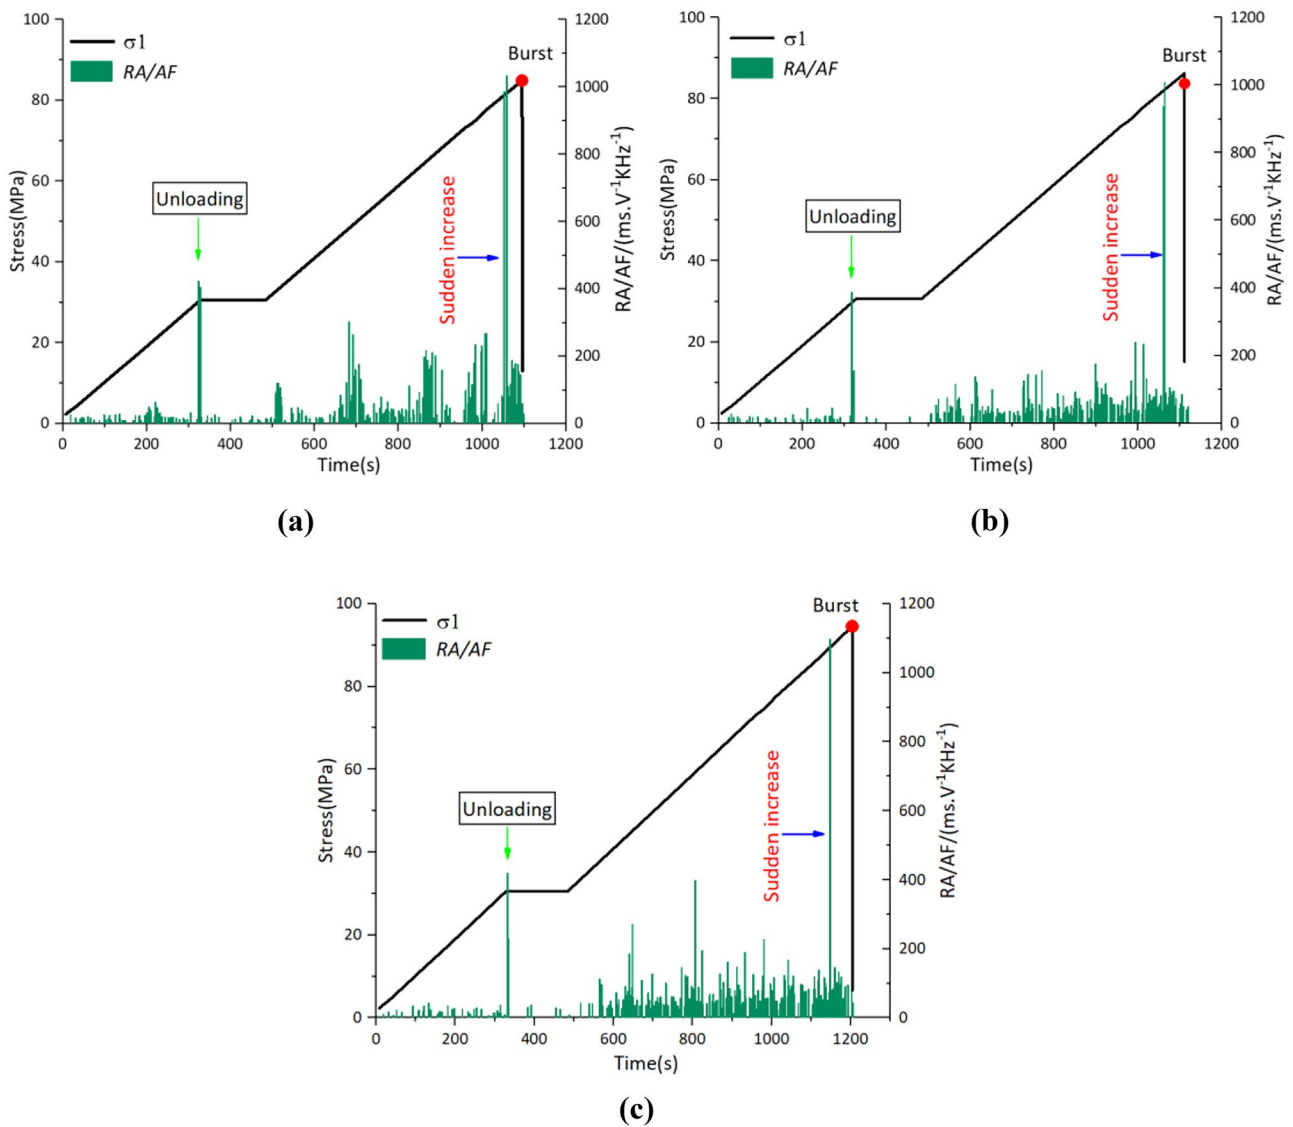 100
80
60
40
20
0
Stress(MPa)
σ1
RA/AF
Unloading
Sudden increase
Burst
1200
1000
800
600
400
200
0
RA/AF/(ms.V⁻¹KHz⁻¹)
0 200 400 600 800 1000 1200
Time(s)
(a)
100
80
60
40
20
0
Stress(MPa)
σ1
RA/AF
Unloading
Sudden increase
Burst
1200
1000
800
600
400
200
0
RA/AF/(ms.V⁻¹KHz⁻¹)
0 200 400 600 800 1000 1200
Time(s)
(b)
100
80
60
40
20
0
Stress(MPa)
σ1
RA/AF
Unloading
Sudden increase
Burst
1200
1000
800
600
400
200
0
RA/AF/(ms.V⁻¹KHz⁻¹)
0 200 400 600 800 1000 1200
Time(s)
(c)